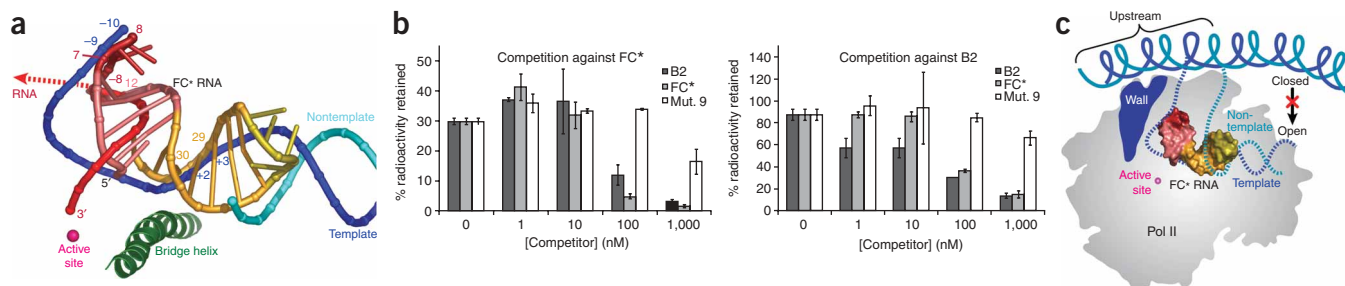 a
–10
–9
8
7
–8
12
FC* RNA
RNA
Nontemplate
29
30
+3
+2
5′
3′
Active
site
Bridge helix
Template
b
Competition against FC*
B2
FC*
Mut. 9
% radioactivity retained
50
40
30
20
10
0
0 1 10 100 1,000
[Competitor] (nM)
Competition against B2
B2
FC*
Mut. 9
% radioactivity retained
140
120
100
80
60
40
20
0
0 1 10 100 1,000
[Competitor] (nM)
c
Upstream
Closed
Open
Wall
Non-
template
Active
site
FC* RNA
Template
Pol II